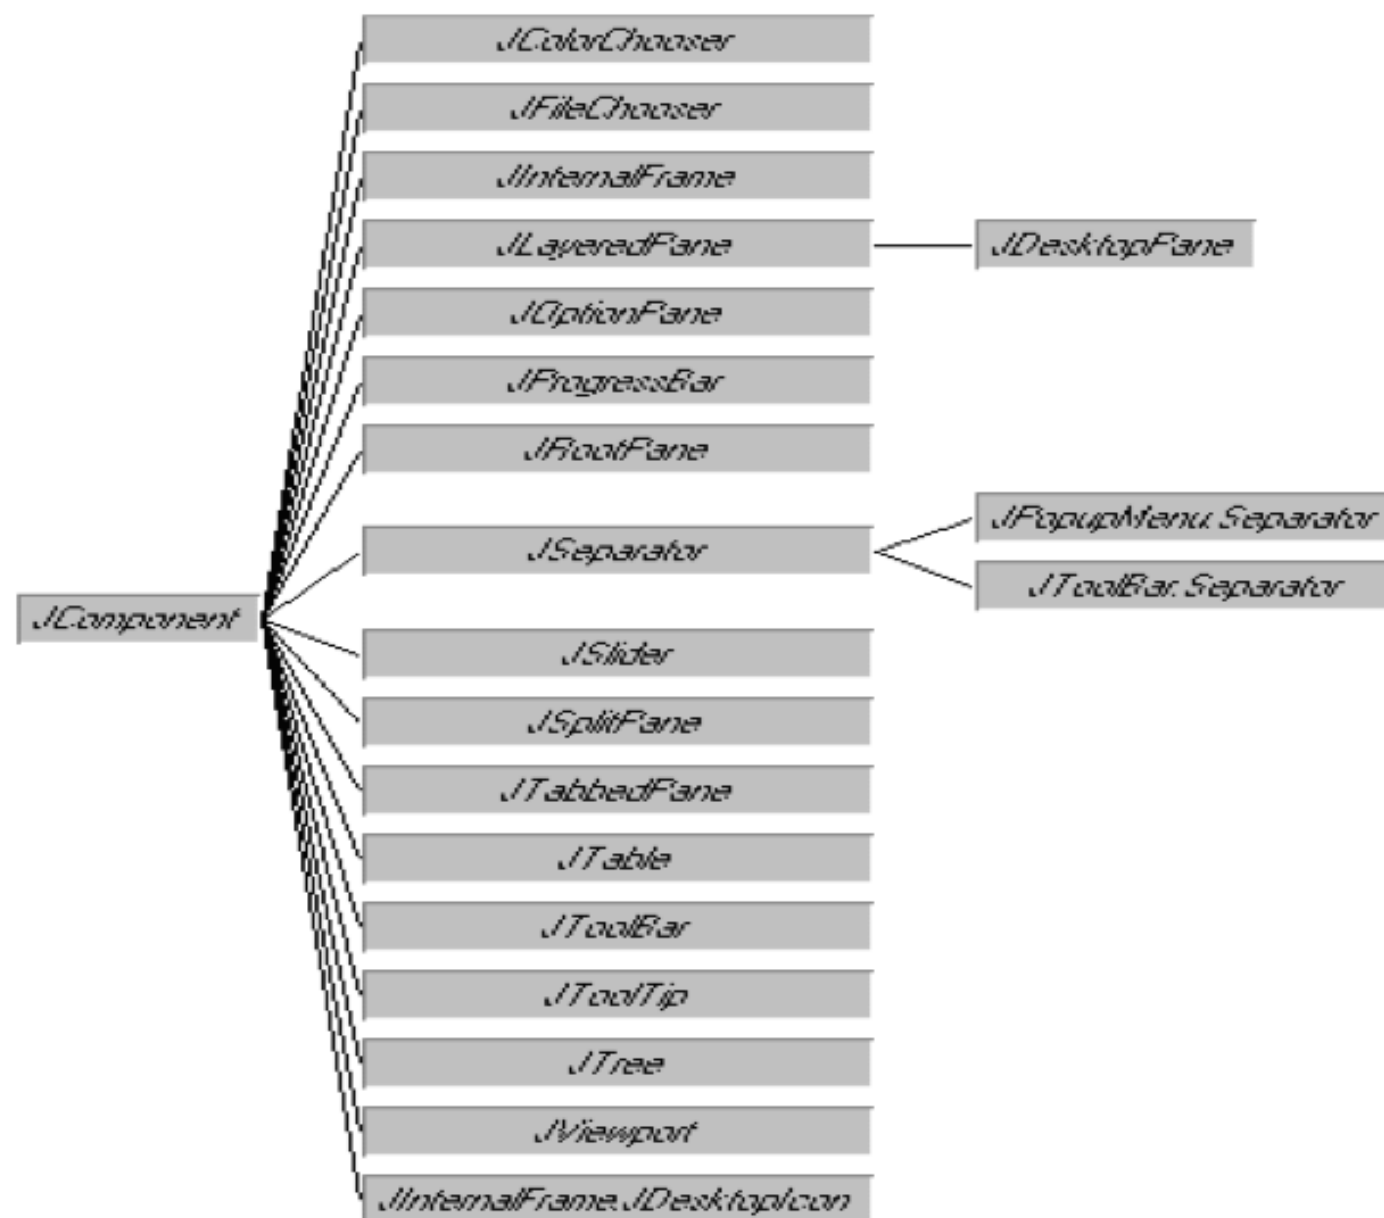 JColorChooser
JFileChooser
JInternalFrame
JLayeredPane
JDesktopPane
JOptionPane
JProgressBar
JRootPane
JPopupMenu.Separator
JSeparator
JToolBar.Separator
JComponent
JSlider
JSplitPane
JTabbedPane
JTable
JToolBar
JToolTip
JTree
JViewport
JInternalFrame.JDesktopIcon